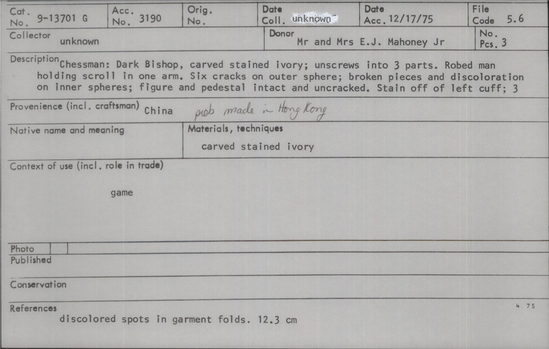 Cat. No. 9-13701 G Acc. No. 3190 Orig. No. Date Coll. unknown Date Acc. 12/17/75 File Code 5.6
Collector unknown Donor Mr and Mrs E.J. Mahoney Jr No. Pcs. 3
Description Chessman: Dark Bishop, carved stained ivory; unscrews into 3 parts. Robed man
holding scroll in one arm. Six cracks on outer sphere; broken pieces and discoloration
on inner spheres; figure and pedestal intact and uncracked. Stain off of left cuff; 3
Provenience (incl. craftsman) China prob made in Hong Kong
Native name and meaning Materials, techniques
carved stained ivory
Context of use (incl. role in trade)
game
Photo
Published
Conservation
References 4 75
discolored spots in garment folds. 12.3 cm